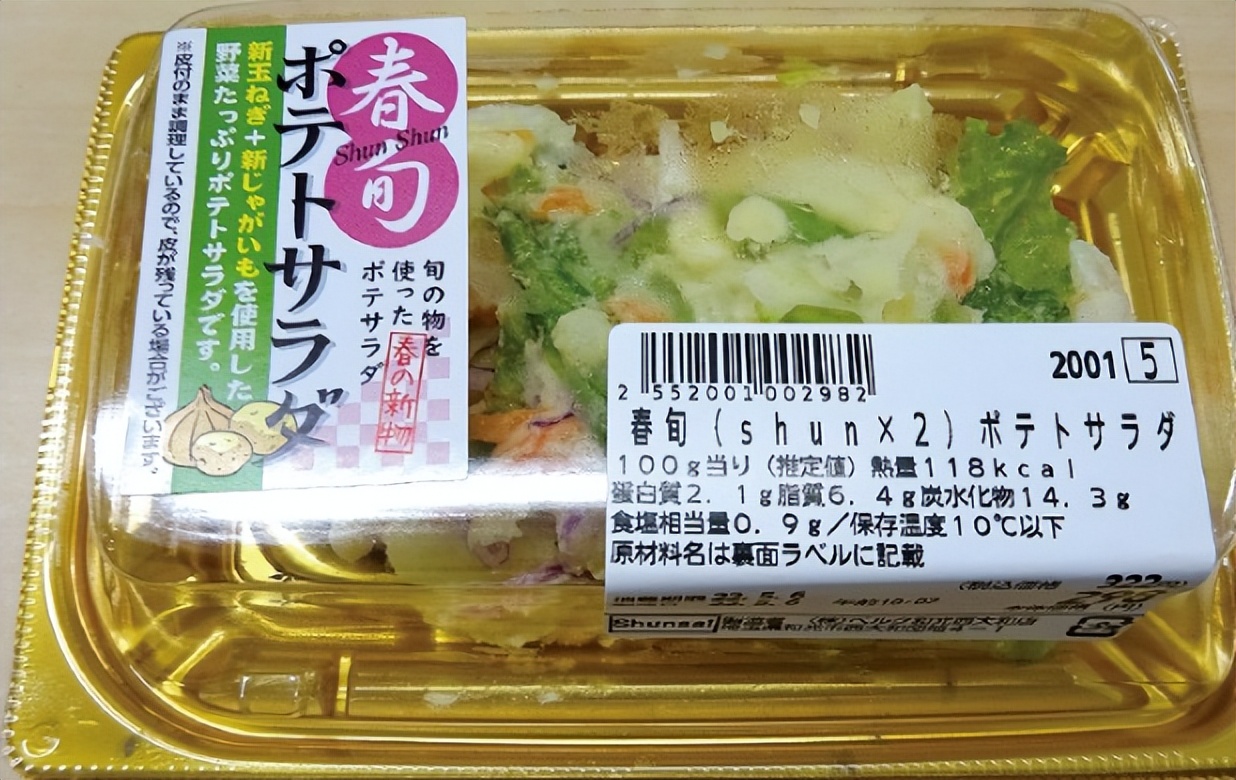 春旬
Shun Shun
旬の物を
使った
ポテサラダ
春の新物
ポテトサラダ
新玉ねぎ+新じゃがいもを使用した
野菜たっぷりポテトサラダです。
※皮付のまま調理しているので、皮が残っている場合がございます。
2001 5
2 552001 002982
春旬(shun×2)ポテトサラダ
100g当り(推定値)熱量118kcal
蛋白質2.1g脂質6.4g炭水化物14.3g
食塩相当量0.9g/保存温度10℃以下
原材料名は裏面ラベルに記載
(税込価格
Shunsai